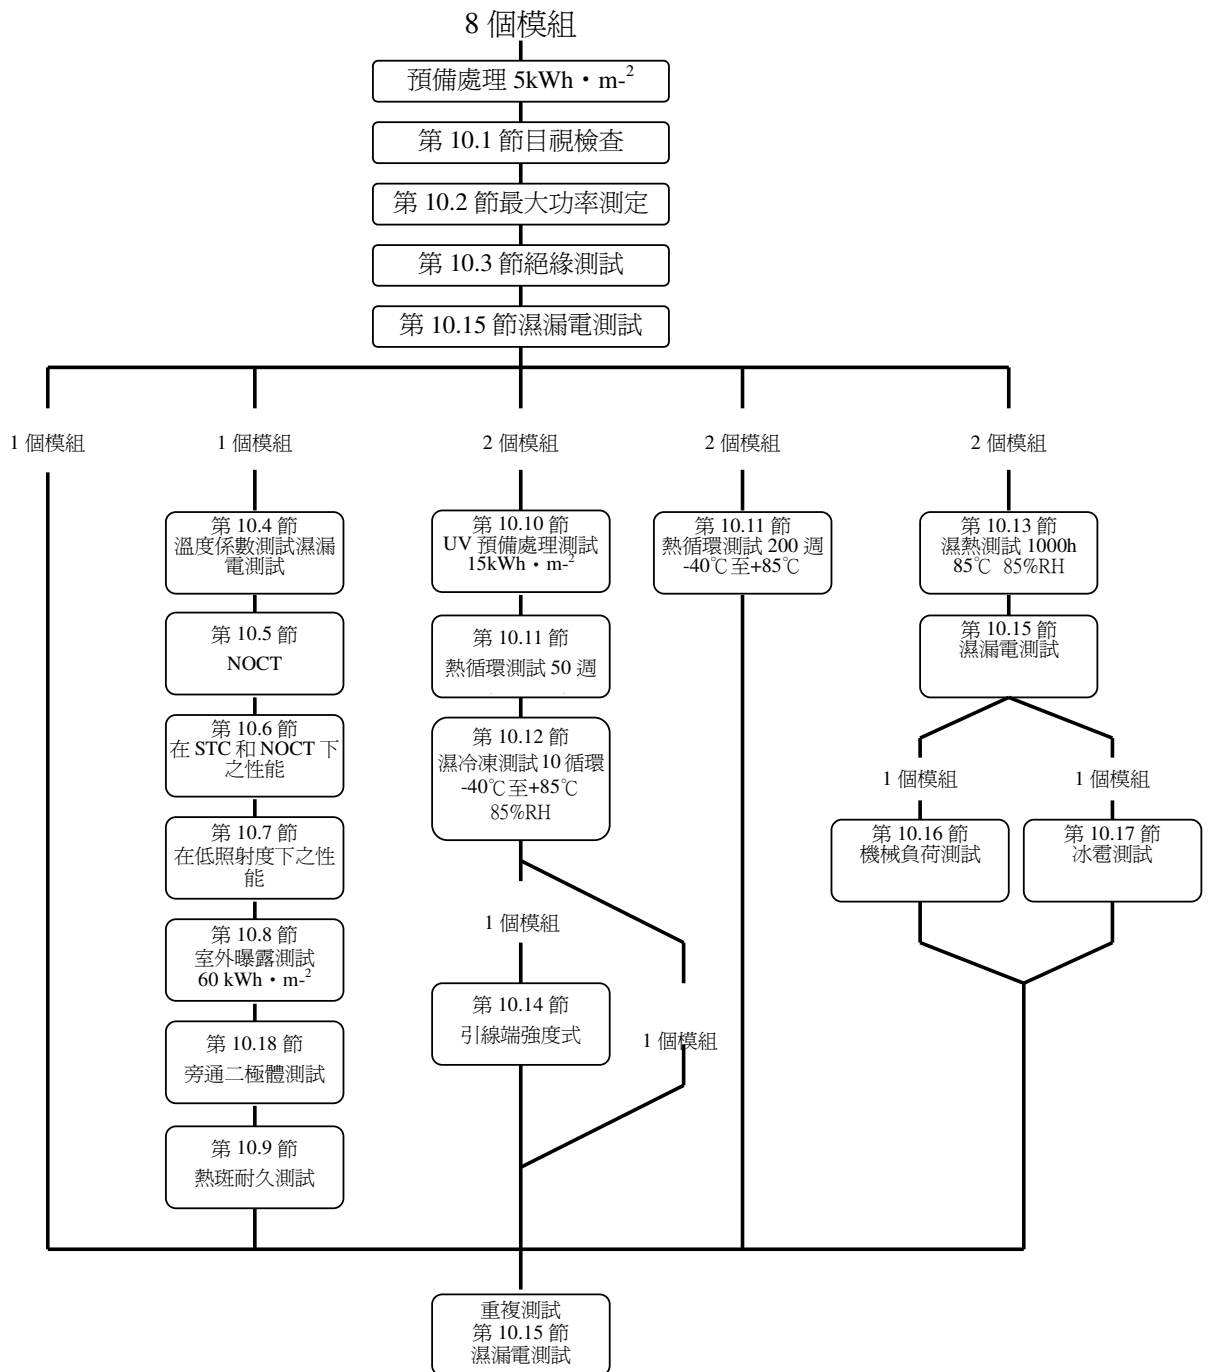 8 個模組
預備處理 5kWh・m-²
第 10.1 節目視檢查
第 10.2 節最大功率測定
第 10.3 節絕緣測試
第 10.15 節濕漏電測試
1 個模組
1 個模組
2 個模組
2 個模組
2 個模組
第 10.4 節
溫度係數測試濕漏
電測試
第 10.5 節
NOCT
第 10.6 節
在 STC 和 NOCT 下
之性能
第 10.7 節
在低照射度下之性
能
第 10.8 節
室外曝露測試
60 kWh・m-²
第 10.18 節
旁通二極體測試
第 10.9 節
熱斑耐久測試
第 10.10 節
UV 預備處理測試
15kWh・m-²
第 10.11 節
熱循環測試 50 週
第 10.12 節
濕冷凍測試 10 循環
-40℃至+85℃
85%RH
1 個模組
第 10.14 節
引線端強度式
1 個模組
第 10.11 節
熱循環測試 200 週
-40℃至+85℃
第 10.13 節
濕熱測試 1000h
85℃ 85%RH
第 10.15 節
濕漏電測試
1 個模組
1 個模組
第 10.16 節
機械負荷測試
第 10.17 節
冰雹測試
重複測試
第 10.15 節
濕漏電測試